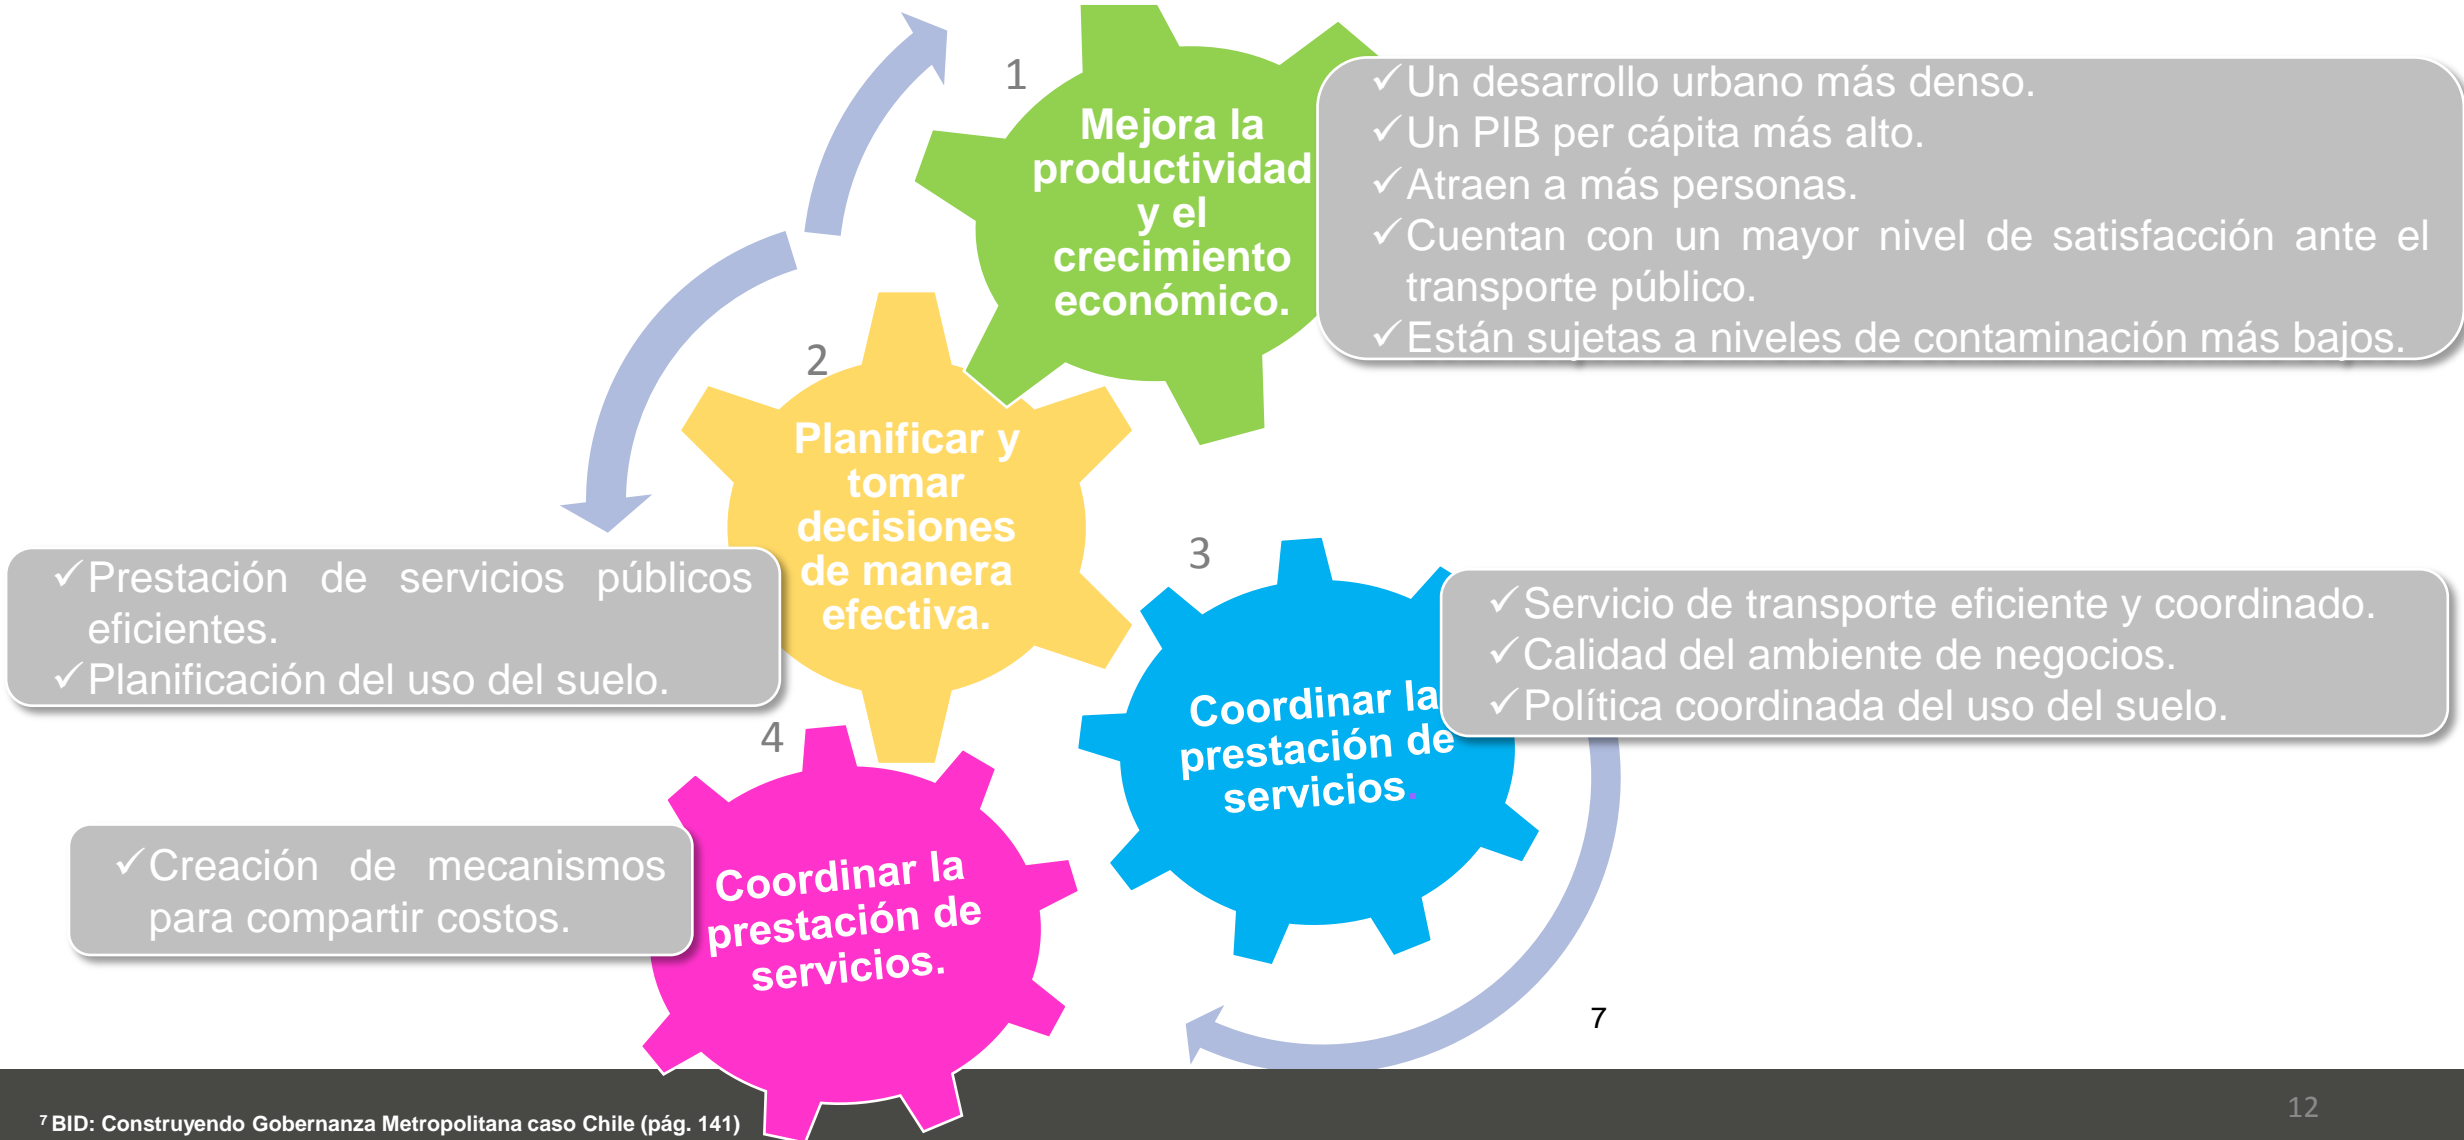 1
Mejora la
productividad
y el
crecimiento
económico.
✓Un desarrollo urbano más denso.
✓Un PIB per cápita más alto.
✓Atraen a más personas.
✓Cuentan con un mayor nivel de satisfacción ante el
transporte público.
✓Están sujetas a niveles de contaminación más bajos.
2
Planificar y
tomar
decisiones
de manera
efectiva.
✓Prestación de servicios públicos
eficientes.
✓Planificación del uso del suelo.
3
Coordinar la
prestación de
servicios.
✓Servicio de transporte eficiente y coordinado.
✓Calidad del ambiente de negocios.
✓Política coordinada del uso del suelo.
4
Coordinar la
prestación de
servicios.
✓Creación de mecanismos
para compartir costos.
7
⁷ BID: Construyendo Gobernanza Metropolitana caso Chile (pág. 141)
12